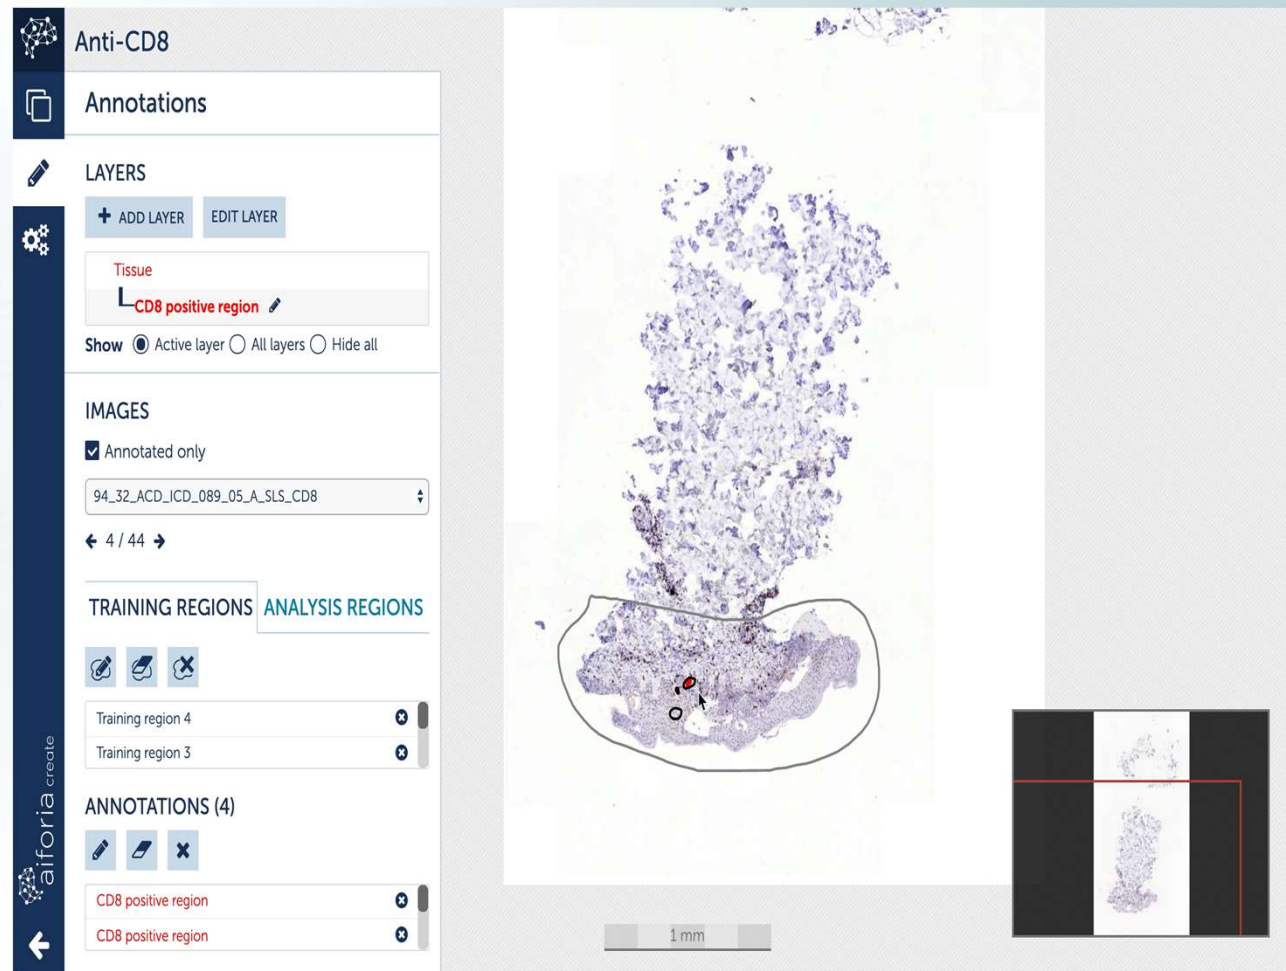 Anti-CD8
Annotations
LAYERS
+ ADD LAYER EDIT LAYER
Tissue
CD8 positive region
Show Active layer All layers Hide all
IMAGES
Annotated only
94_32_ACD_ICD_089_05_A_SLS_CD8
4 / 44
TRAINING REGIONS ANALYSIS REGIONS
Training region 4
Training region 3
ANNOTATIONS (4)
CD8 positive region
CD8 positive region
aiforia create
1 mm